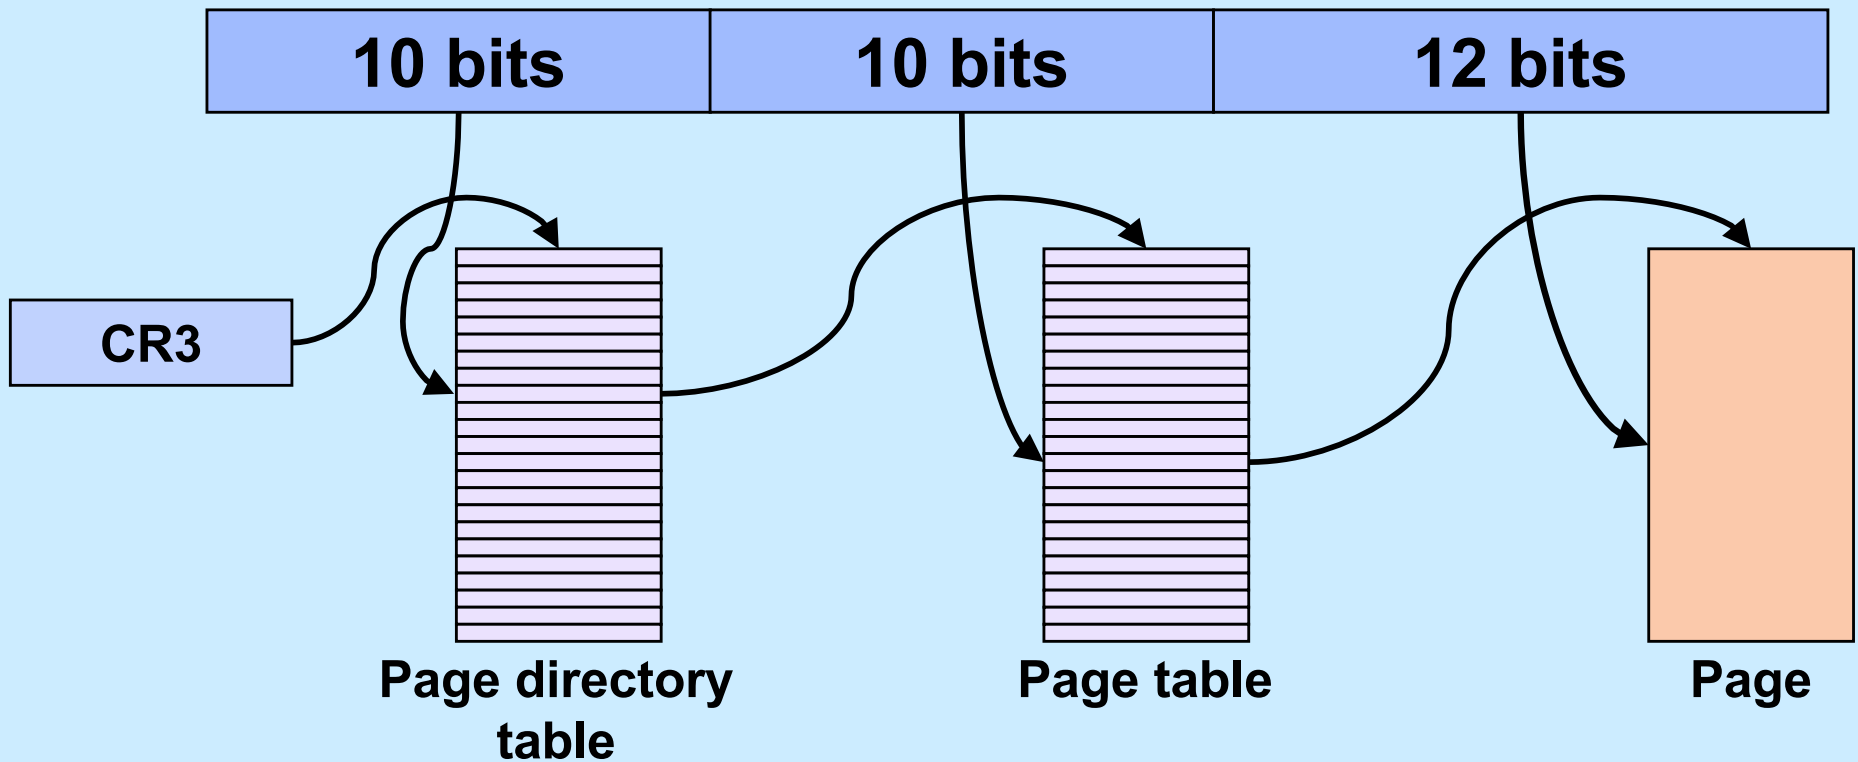 10 bits
10 bits
12 bits
CR3
Page directory
table
Page table
Page